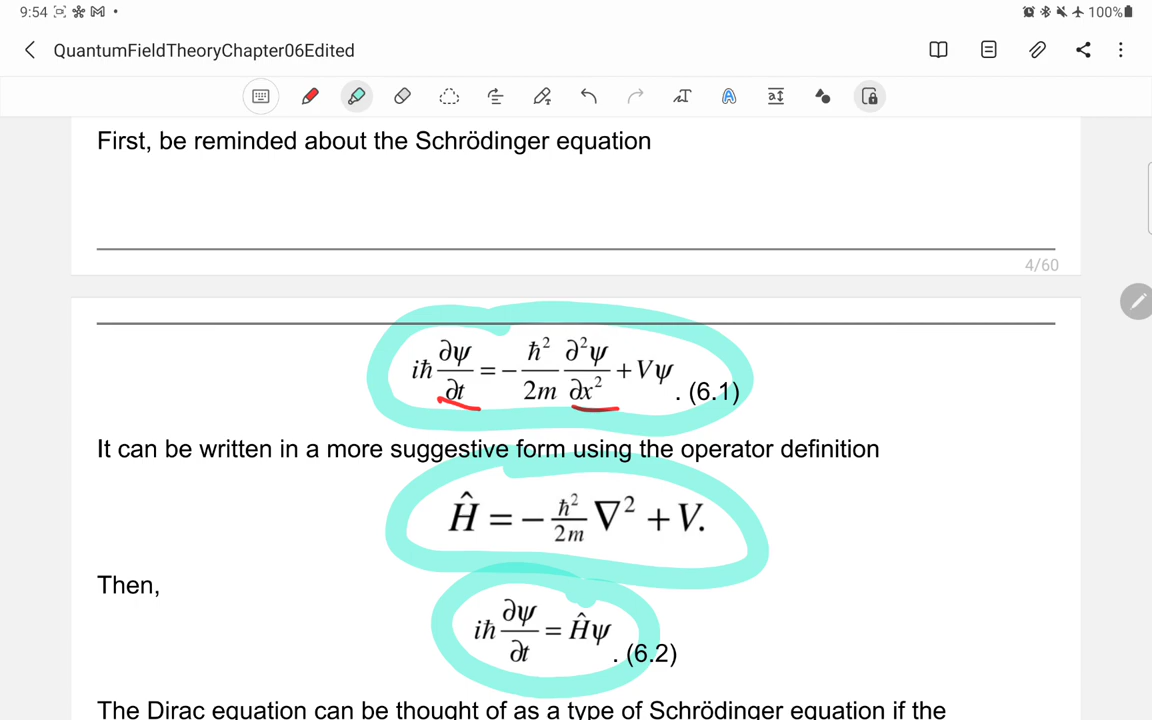 9:54
100%
QuantumFieldTheoryChapter06Edited
First, be reminded about the Schrödinger equation
4/60
iħ ∂ψ/∂t = − ħ²/2m ∂²ψ/∂x² + Vψ . (6.1)
It can be written in a more suggestive form using the operator definition
Ĥ = − ħ²/2m ∇² + V.
Then,
iħ ∂ψ/∂t = Ĥψ . (6.2)
The Dirac equation can be thought of as a type of Schrödinger equation if the